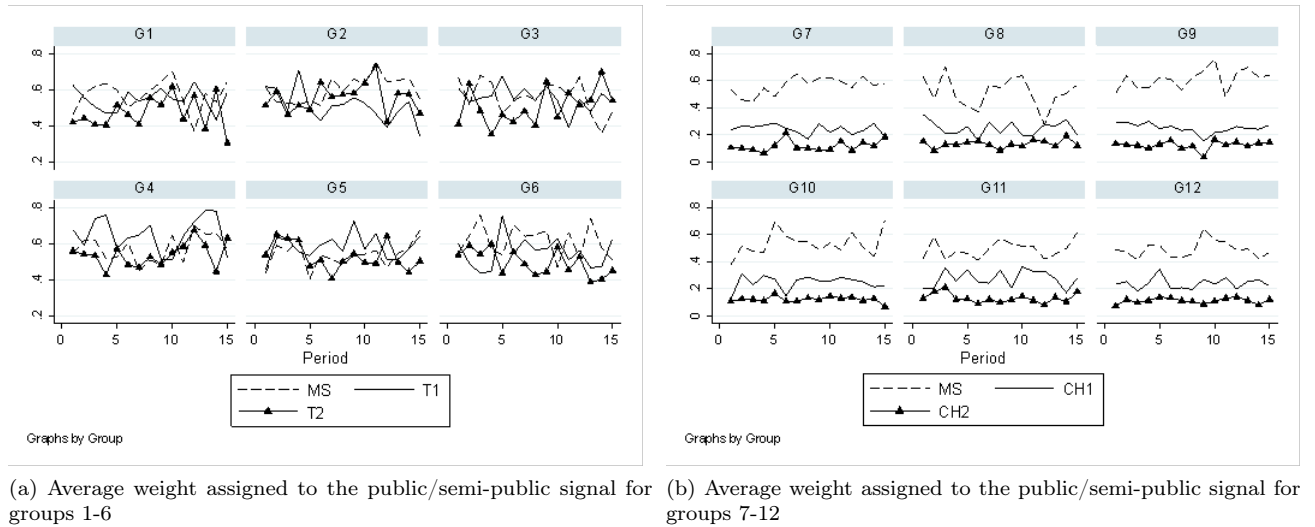 G1 G2 G3
.8
.6
.4
.2
G4 G5 G6
.8
.6
.4
.2
0 5 10 15 0 5 10 15 0 5 10 15
Period
MS T1
T2
Graphs by Group
(a) Average weight assigned to the public/semi-public signal for
groups 1-6
G7 G8 G9
.8
.6
.4
.2
0
G10 G11 G12
.8
.6
.4
.2
0
0 5 10 15 0 5 10 15 0 5 10 15
Period
MS CH1
CH2
Graphs by Group
(b) Average weight assigned to the public/semi-public signal for
groups 7-12